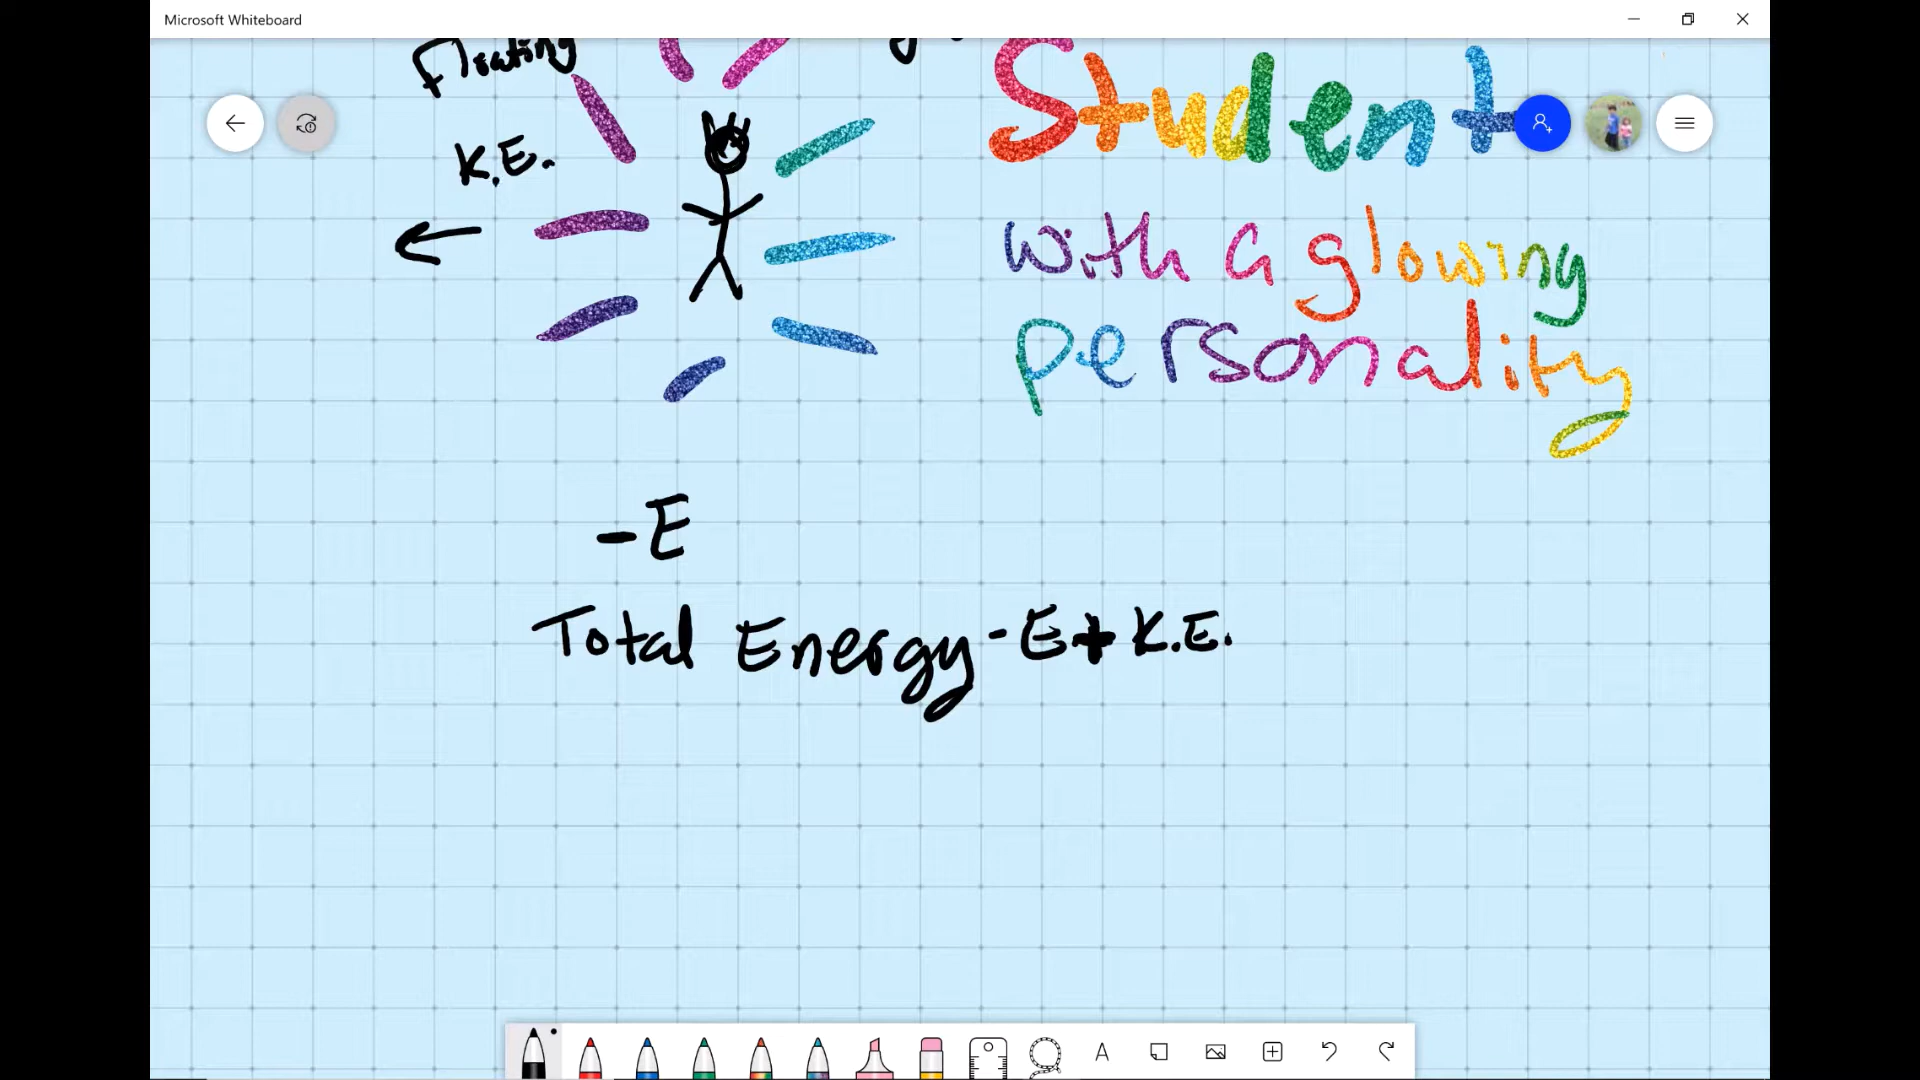 Microsoft Whiteboard
Floating
Student
K.E.
with a glowing
personality
-E
Total Energy -E + K.E.
A